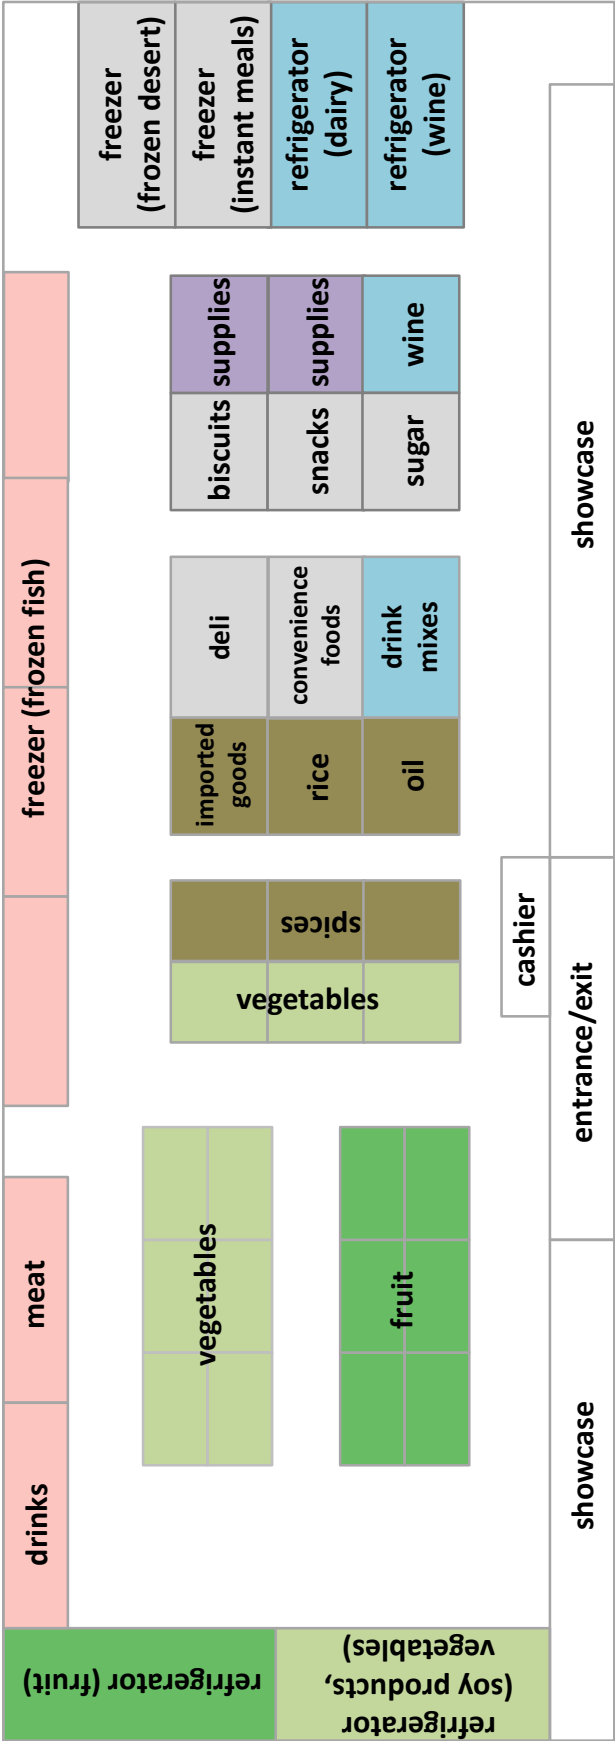 freezer
(frozen desert)
freezer
(instant meals)
refrigerator
(dairy)
refrigerator
(wine)
supplies
supplies
wine
biscuits
snacks
sugar
showcase
freezer (frozen fish)
deli
convenience
foods
drink
mixes
imported
goods
rice
oil
spices
vegetables
cashier
entrance/exit
meat
vegetables
fruit
drinks
showcase
refrigerator (fruit)
refrigerator
(soy products,
vegetables)